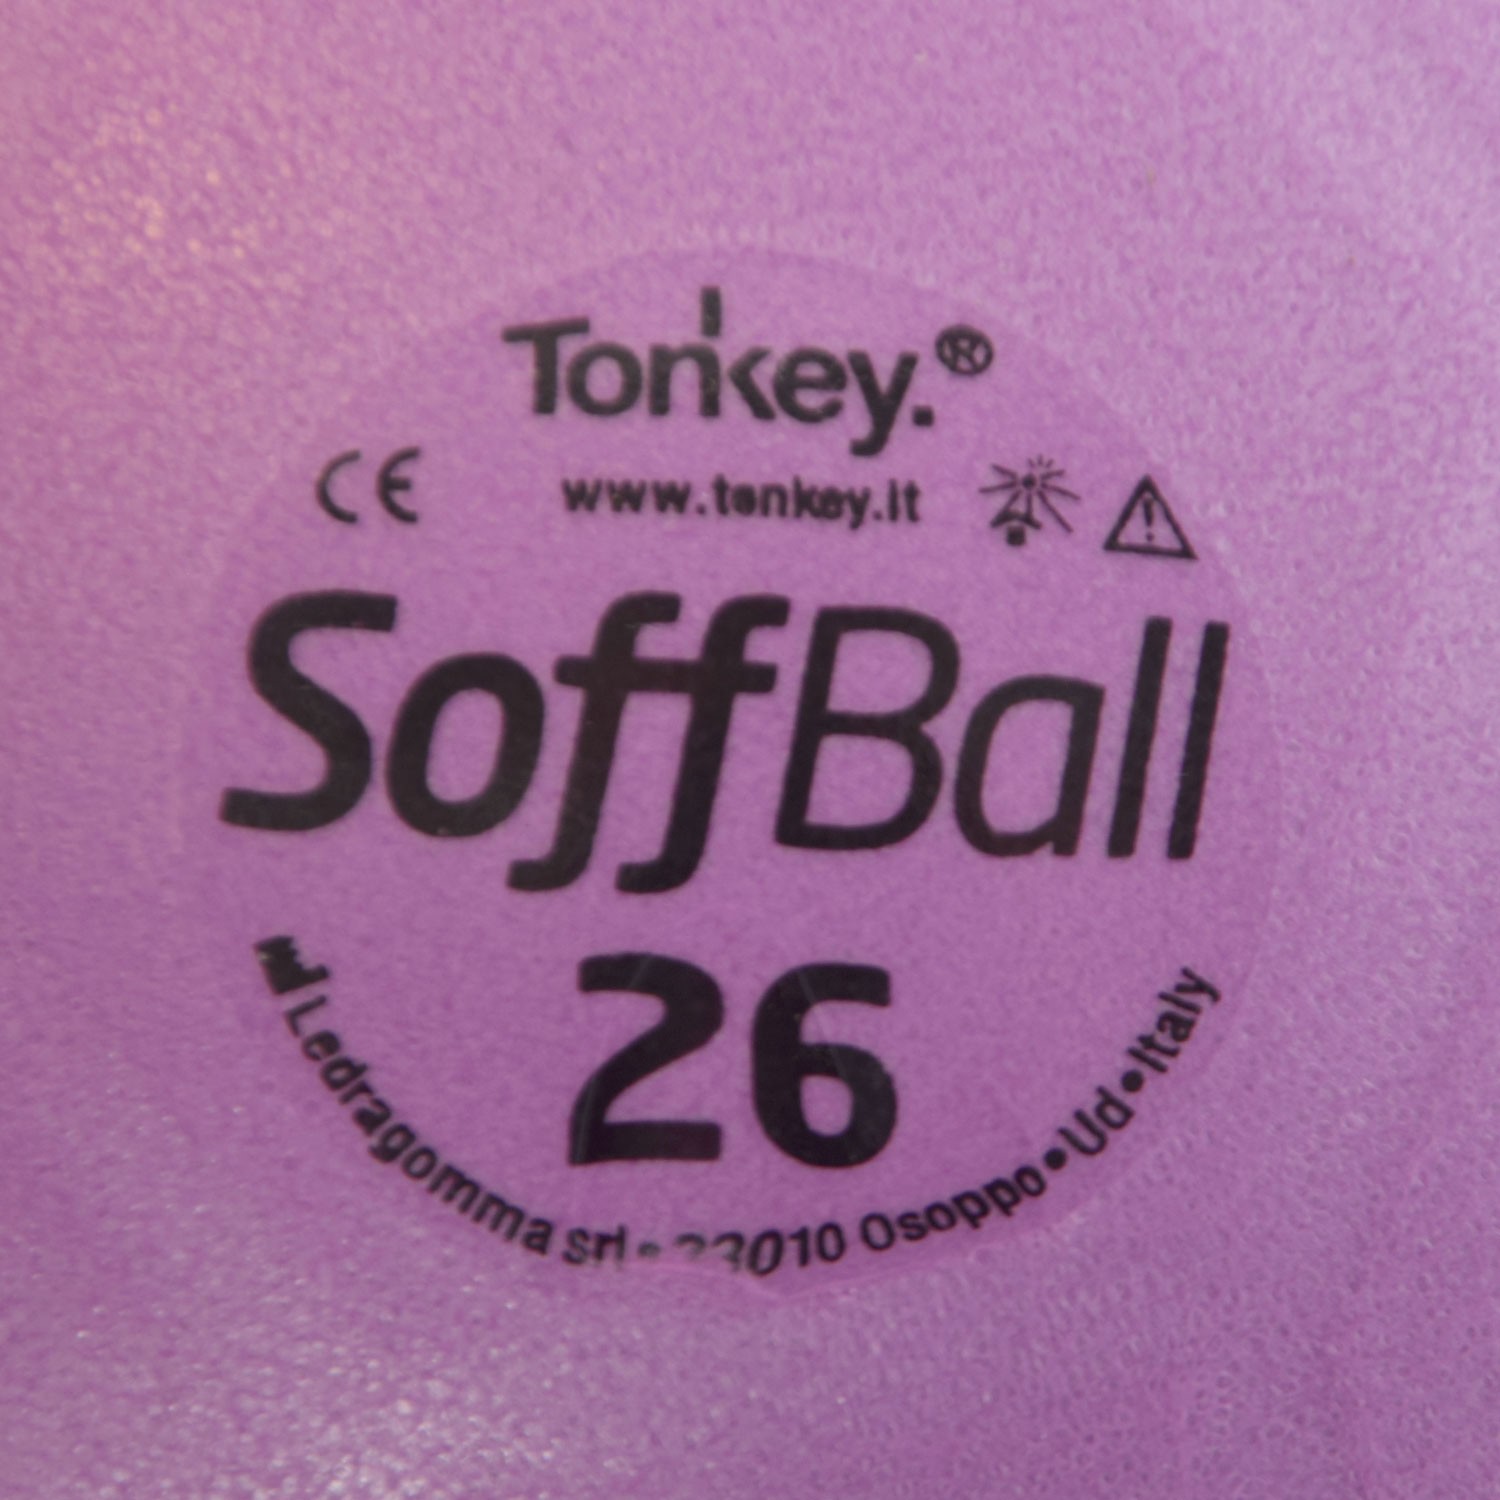 Tonkey.®
CE www.tonkey.it
SoffBall
26
Ledragomma srl • 33010 Osoppo • Ud • Italy